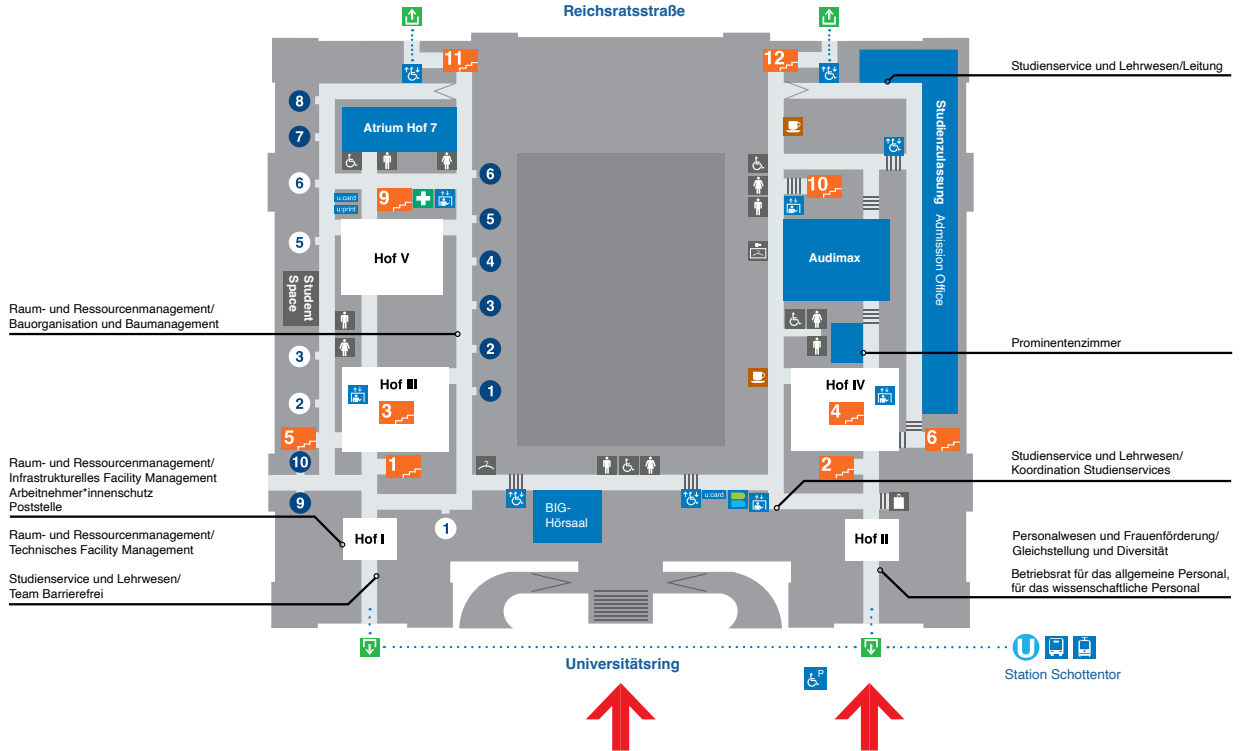 Reichsratsstraße
11
12
Studienservice und Lehrwesen/Leitung
8
7
Atrium Hof 7
6
u:card
u:print
9
6
10
Studienzulassung Admission Office
5
Hof V
5
4
Audimax
Student
Space
3
Raum- und Ressourcenmanagement/
Bauorganisation und Baumanagement
2
Prominentenzimmer
3
1
Hof III
3
Hof IV
4
2
5
6
10
1
2
Raum- und Ressourcenmanagement/
Infrastrukturelles Facility Management
Arbeitnehmer*innenschutz
Poststelle
Studienservice und Lehrwesen/
Koordination Studienservices
9
u:card
BIG-
Hörsaal
1
Hof I
Hof II
Raum- und Ressourcenmanagement/
Technisches Facility Management
Personalwesen und Frauenförderung/
Gleichstellung und Diversität
Studienservice und Lehrwesen/
Team Barrierefrei
Betriebsrat für das allgemeine Personal,
für das wissenschaftliche Personal
Universitätsring
P
U
Station Schottentor